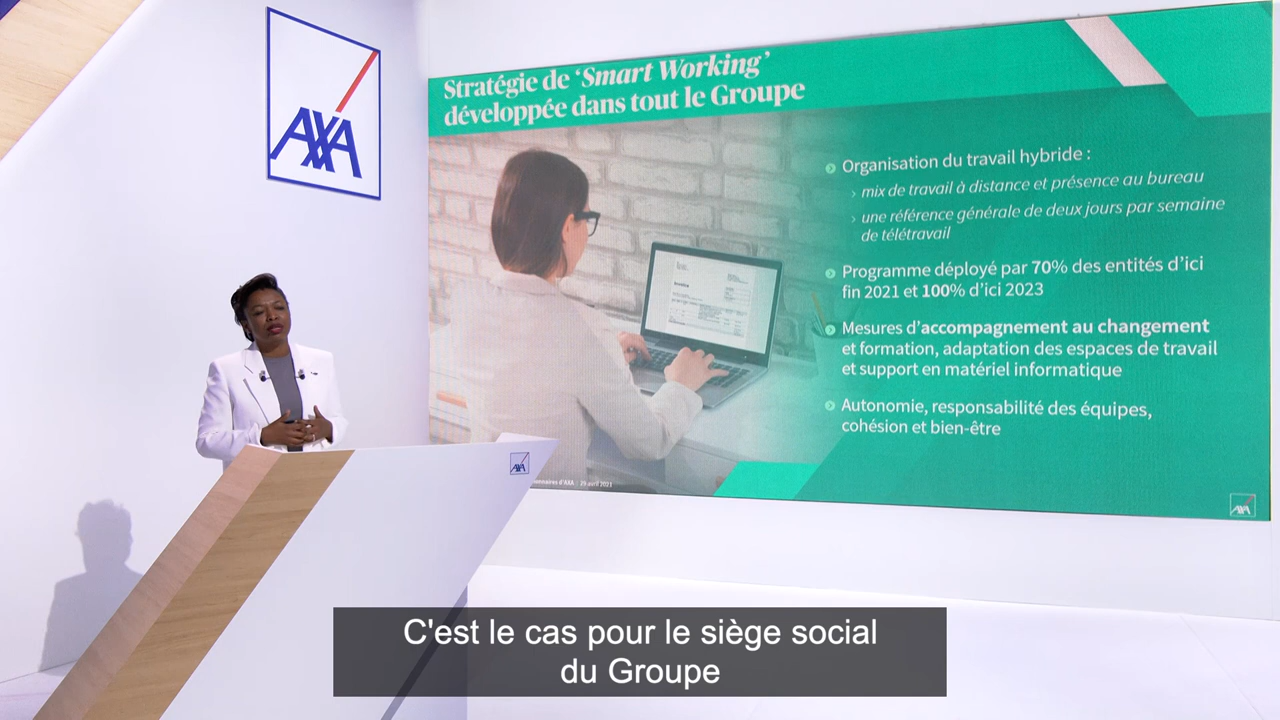 AXA
Stratégie de ‘Smart Working’
développée dans tout le Groupe
Organisation du travail hybride :
mix de travail à distance et présence au bureau
une référence générale de deux jours par semaine
de télétravail
Programme déployé par 70% des entités d’ici
fin 2021 et 100% d’ici 2023
Mesures d’accompagnement au changement
et formation, adaptation des espaces de travail
et support en matériel informatique
Autonomie, responsabilité des équipes,
cohésion et bien-être
AXA
d'AXA | 29 avril 2021
AXA
C'est le cas pour le siège social
du Groupe